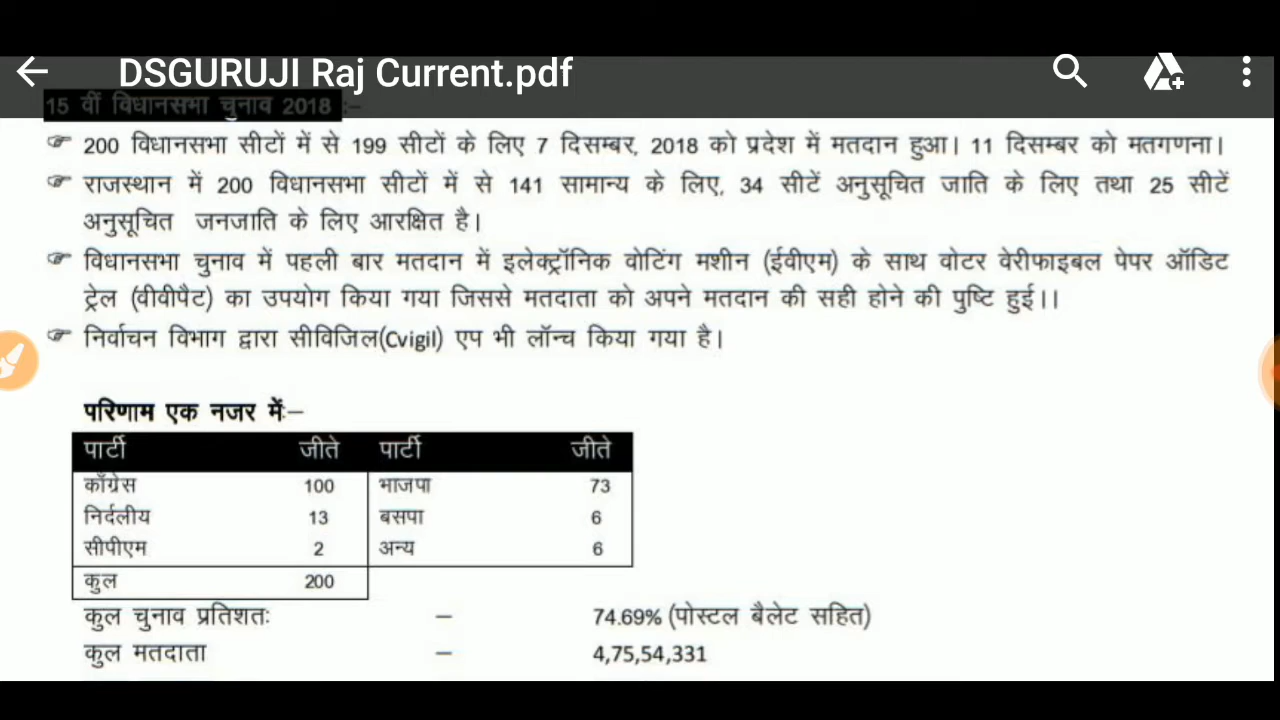 DSGURUJI Raj Current.pdf
15 वीं विधानसभा चुनाव 2018 :–
200 विधानसभा सीटों में से 199 सीटों के लिए 7 दिसम्बर, 2018 को प्रदेश में मतदान हुआ। 11 दिसम्बर को मतगणना।
राजस्थान में 200 विधानसभा सीटों में से 141 सामान्य के लिए, 34 सीटें अनुसूचित जाति के लिए तथा 25 सीटें
अनुसूचित जनजाति के लिए आरक्षित है।
विधानसभा चुनाव में पहली बार मतदान में इलेक्ट्रॉनिक वोटिंग मशीन (ईवीएम) के साथ वोटर वेरीफाइबल पेपर ऑडिट
ट्रेल (वीवीपैट) का उपयोग किया गया जिससे मतदाता को अपने मतदान की सही होने की पुष्टि हुई।।
निर्वाचन विभाग द्वारा सीविजिल(Cvigil) एप भी लॉन्च किया गया है।
परिणाम एक नजर में:–
पार्टी जीते पार्टी जीते
कॉंग्रेस 100 भाजपा 73
निर्दलीय 13 बसपा 6
सीपीएम 2 अन्य 6
कुल 200
कुल चुनाव प्रतिशतः – 74.69% (पोस्टल बैलेट सहित)
कुल मतदाता – 4,75,54,331